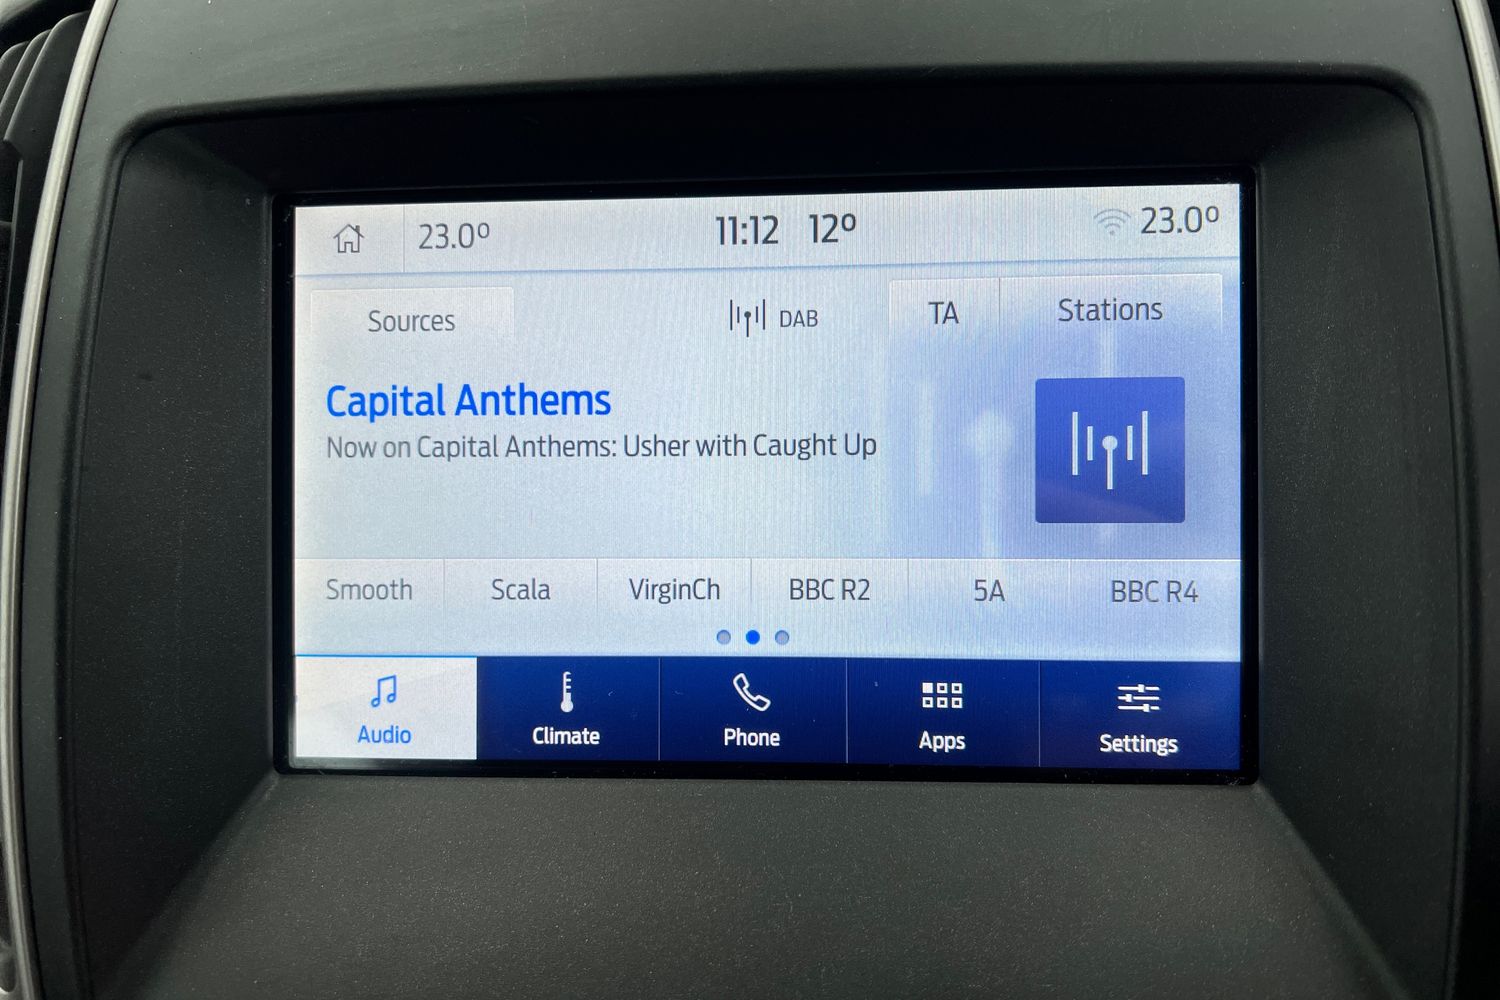 23.0º 11:12 12º 23.0º
Sources DAB TA Stations
Capital Anthems
Now on Capital Anthems: Usher with Caught Up
Smooth Scala VirginCh BBC R2 5A BBC R4
Audio Climate Phone Apps Settings